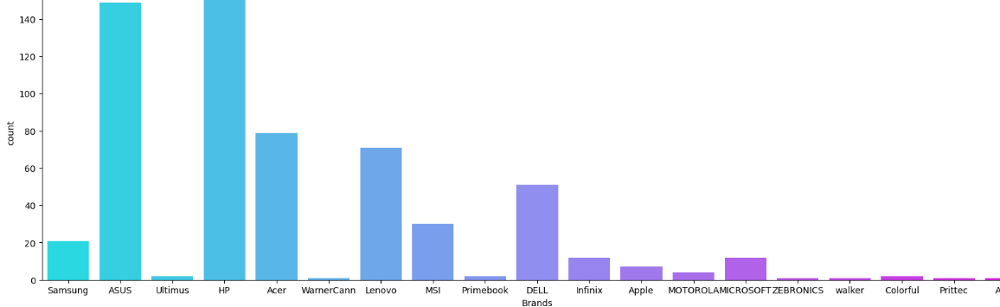 140
120
100
80
60
40
20
0
count
Samsung ASUS Ultimus HP Acer WarnerCann Lenovo MSI Primebook DELL Infinix Apple MOTOROLA MICROSOFT ZEBRONICS walker Colorful Prittec
Brands